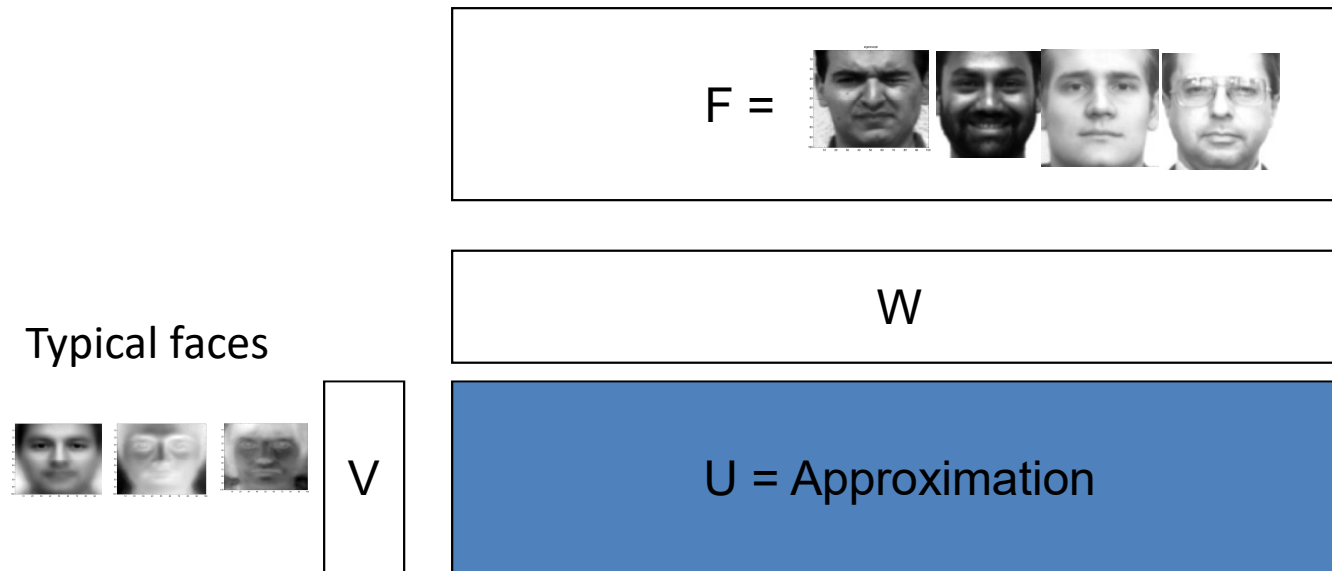 F =
W
Typical faces
V
U = Approximation